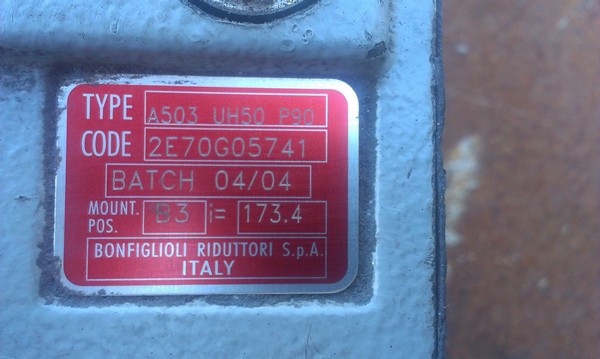 TYPE A503 UH50 P90
CODE 2E70G05741
BATCH 04/04
MOUNT. POS. B3 i= 173.4
BONFIGLIOLI RIDUTTORI S.p.A.
ITALY